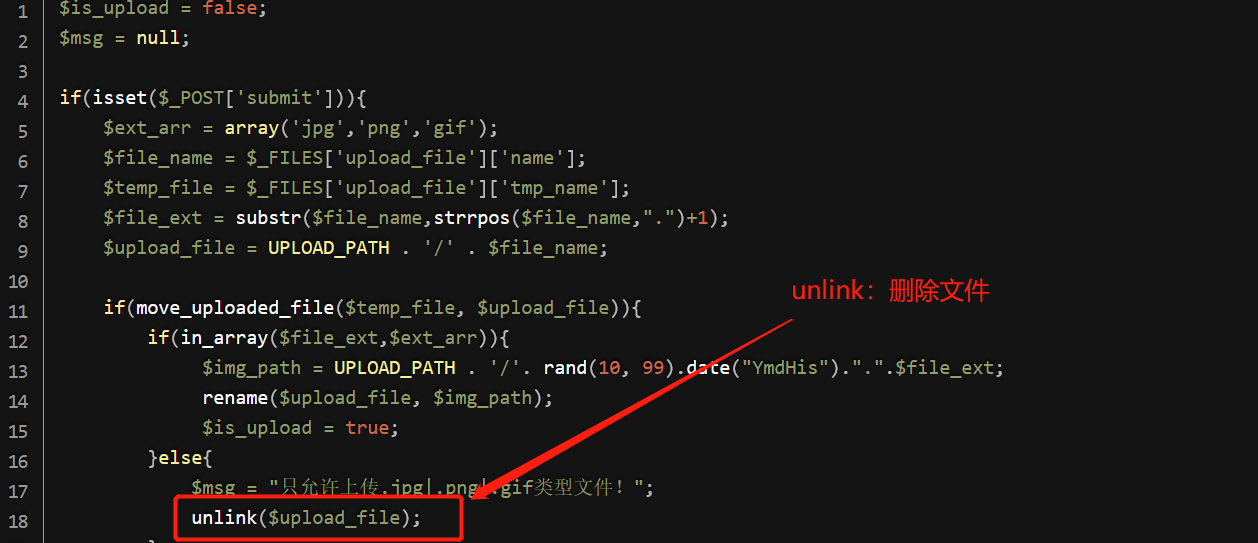 1 $is_upload = false;
2 $msg = null;
3
4 if(isset($_POST['submit'])){
5 $ext_arr = array('jpg','png','gif');
6 $file_name = $_FILES['upload_file']['name'];
7 $temp_file = $_FILES['upload_file']['tmp_name'];
8 $file_ext = substr($file_name,strrpos($file_name,".")+1);
9 $upload_file = UPLOAD_PATH . '/' . $file_name;
10
unlink：删除文件
11 if(move_uploaded_file($temp_file, $upload_file)){
12 if(in_array($file_ext,$ext_arr)){
13 $img_path = UPLOAD_PATH . '/'. rand(10, 99).date("YmdHis").".".$file_ext;
14 rename($upload_file, $img_path);
15 $is_upload = true;
16 }else{
17 $msg = "只允许上传.jpg|.png|.gif类型文件！";
18 unlink($upload_file);